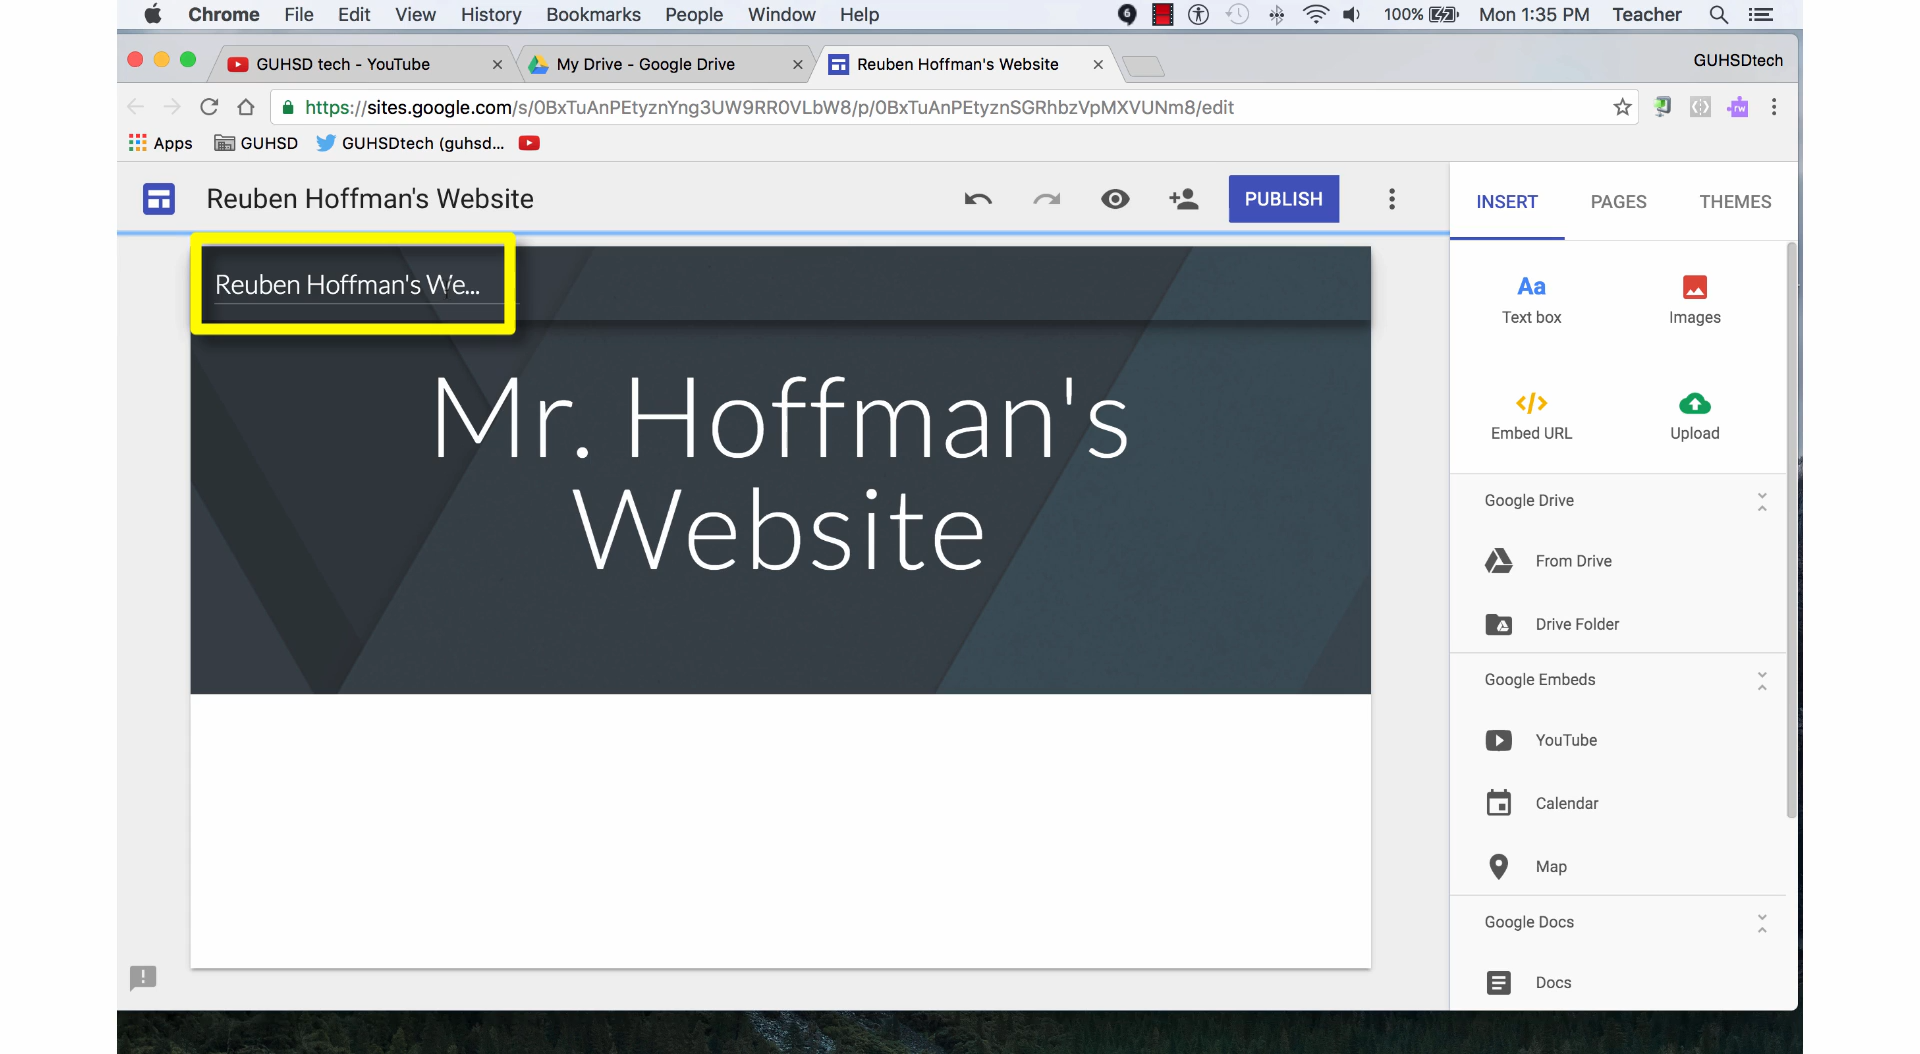 Chrome File Edit View History Bookmarks People Window Help 6 100% Mon 1:35 PM Teacher
GUHSD tech - YouTube × My Drive - Google Drive × Reuben Hoffman's Website × GUHSDtech
https://sites.google.com/s/0BxTuAnPEtyznYng3UW9RR0VLbW8/p/0BxTuAnPEtyznSGRhbzVpMXVUNm8/edit rw
Apps GUHSD GUHSDtech (guhsd...
Reuben Hoffman's Website PUBLISH INSERT PAGES THEMES
Reuben Hoffman's We...
Mr. Hoffman's
Website
Aa
Text box Images
Embed URL Upload
Google Drive
From Drive
Drive Folder
Google Embeds
YouTube
Calendar
Map
Google Docs
Docs